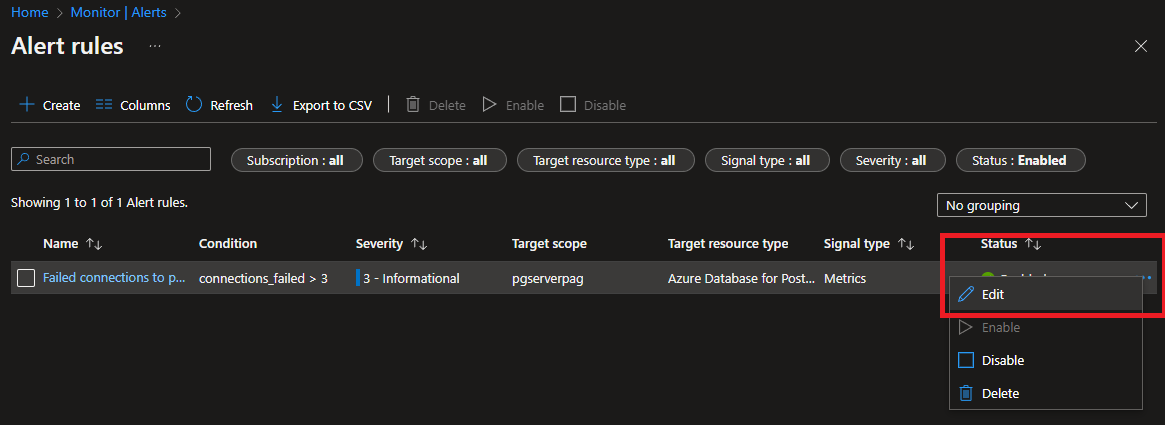 Home > Monitor | Alerts >
Alert rules ...
Create Columns Refresh Export to CSV Delete Enable Disable
Search Subscription : all Target scope : all Target resource type : all Signal type : all Severity : all Status : Enabled
Showing 1 to 1 of 1 Alert rules.
No grouping
Name Condition Severity Target scope Target resource type Signal type Status
Failed connections to p... connections_failed > 3 3 - Informational pgserverpag Azure Database for Post... Metrics
Edit
Enable
Disable
Delete